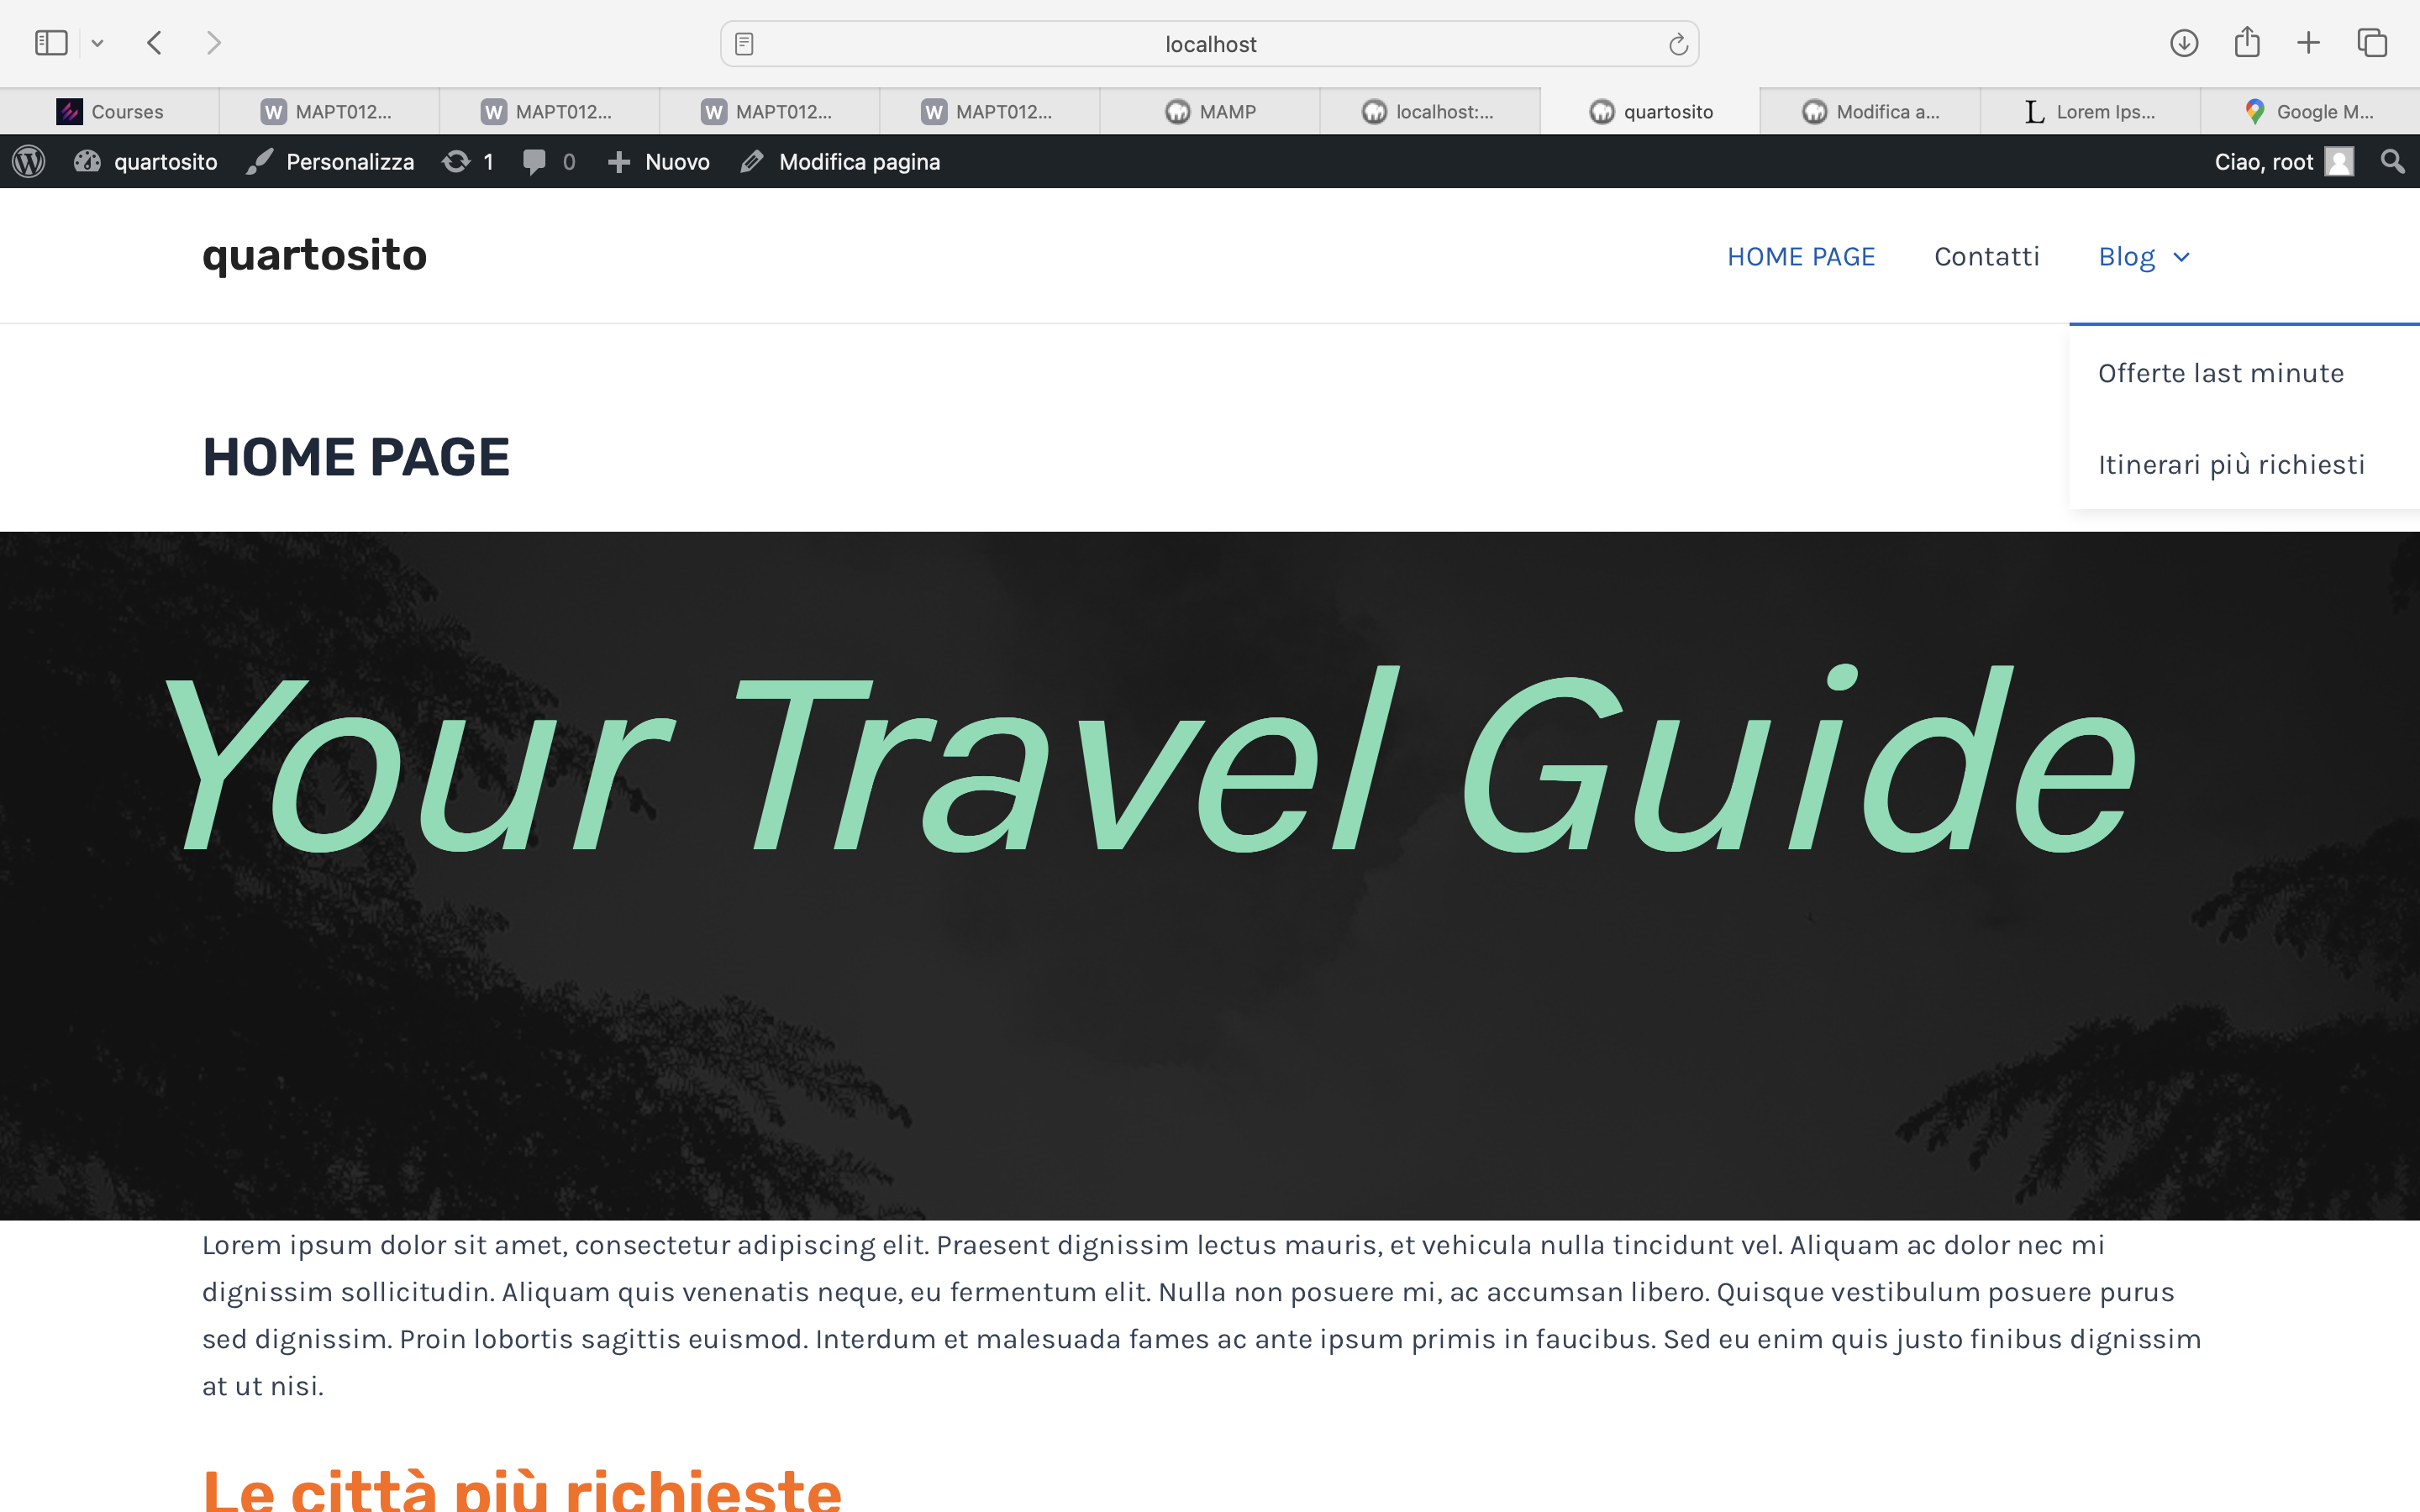 localhost
Courses
MAPT012...
MAPT012...
MAPT012...
MAPT012...
MAMP
localhost:...
quartosito
Modifica a...
Lorem Ips...
Google M...
quartosito
Personalizza
1
0
Nuovo
Modifica pagina
Ciao, root
quartosito
HOME PAGE
Contatti
Blog
Offerte last minute
Itinerari più richiesti
HOME PAGE
Your Travel Guide
Lorem ipsum dolor sit amet, consectetur adipiscing elit. Praesent dignissim lectus mauris, et vehicula nulla tincidunt vel. Aliquam ac dolor nec mi
dignissim sollicitudin. Aliquam quis venenatis neque, eu fermentum elit. Nulla non posuere mi, ac accumsan libero. Quisque vestibulum posuere purus
sed dignissim. Proin lobortis sagittis euismod. Interdum et malesuada fames ac ante ipsum primis in faucibus. Sed eu enim quis justo finibus dignissim
at ut nisi.
Le città più richieste